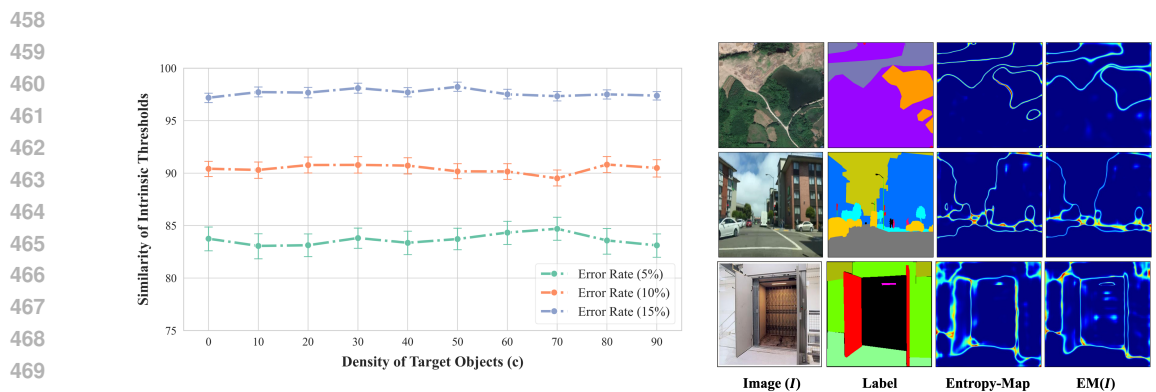 458
459
460
461
462
463
464
465
466
467
468
469
Similarity of Intrinsic Thresholds
100
95
90
85
80
75
Error Rate (5%)
Error Rate (10%)
Error Rate (15%)
0 10 20 30 40 50 60 70 80 90
Density of Target Objects (c)
Image (I) Label Entropy-Map EM(I)